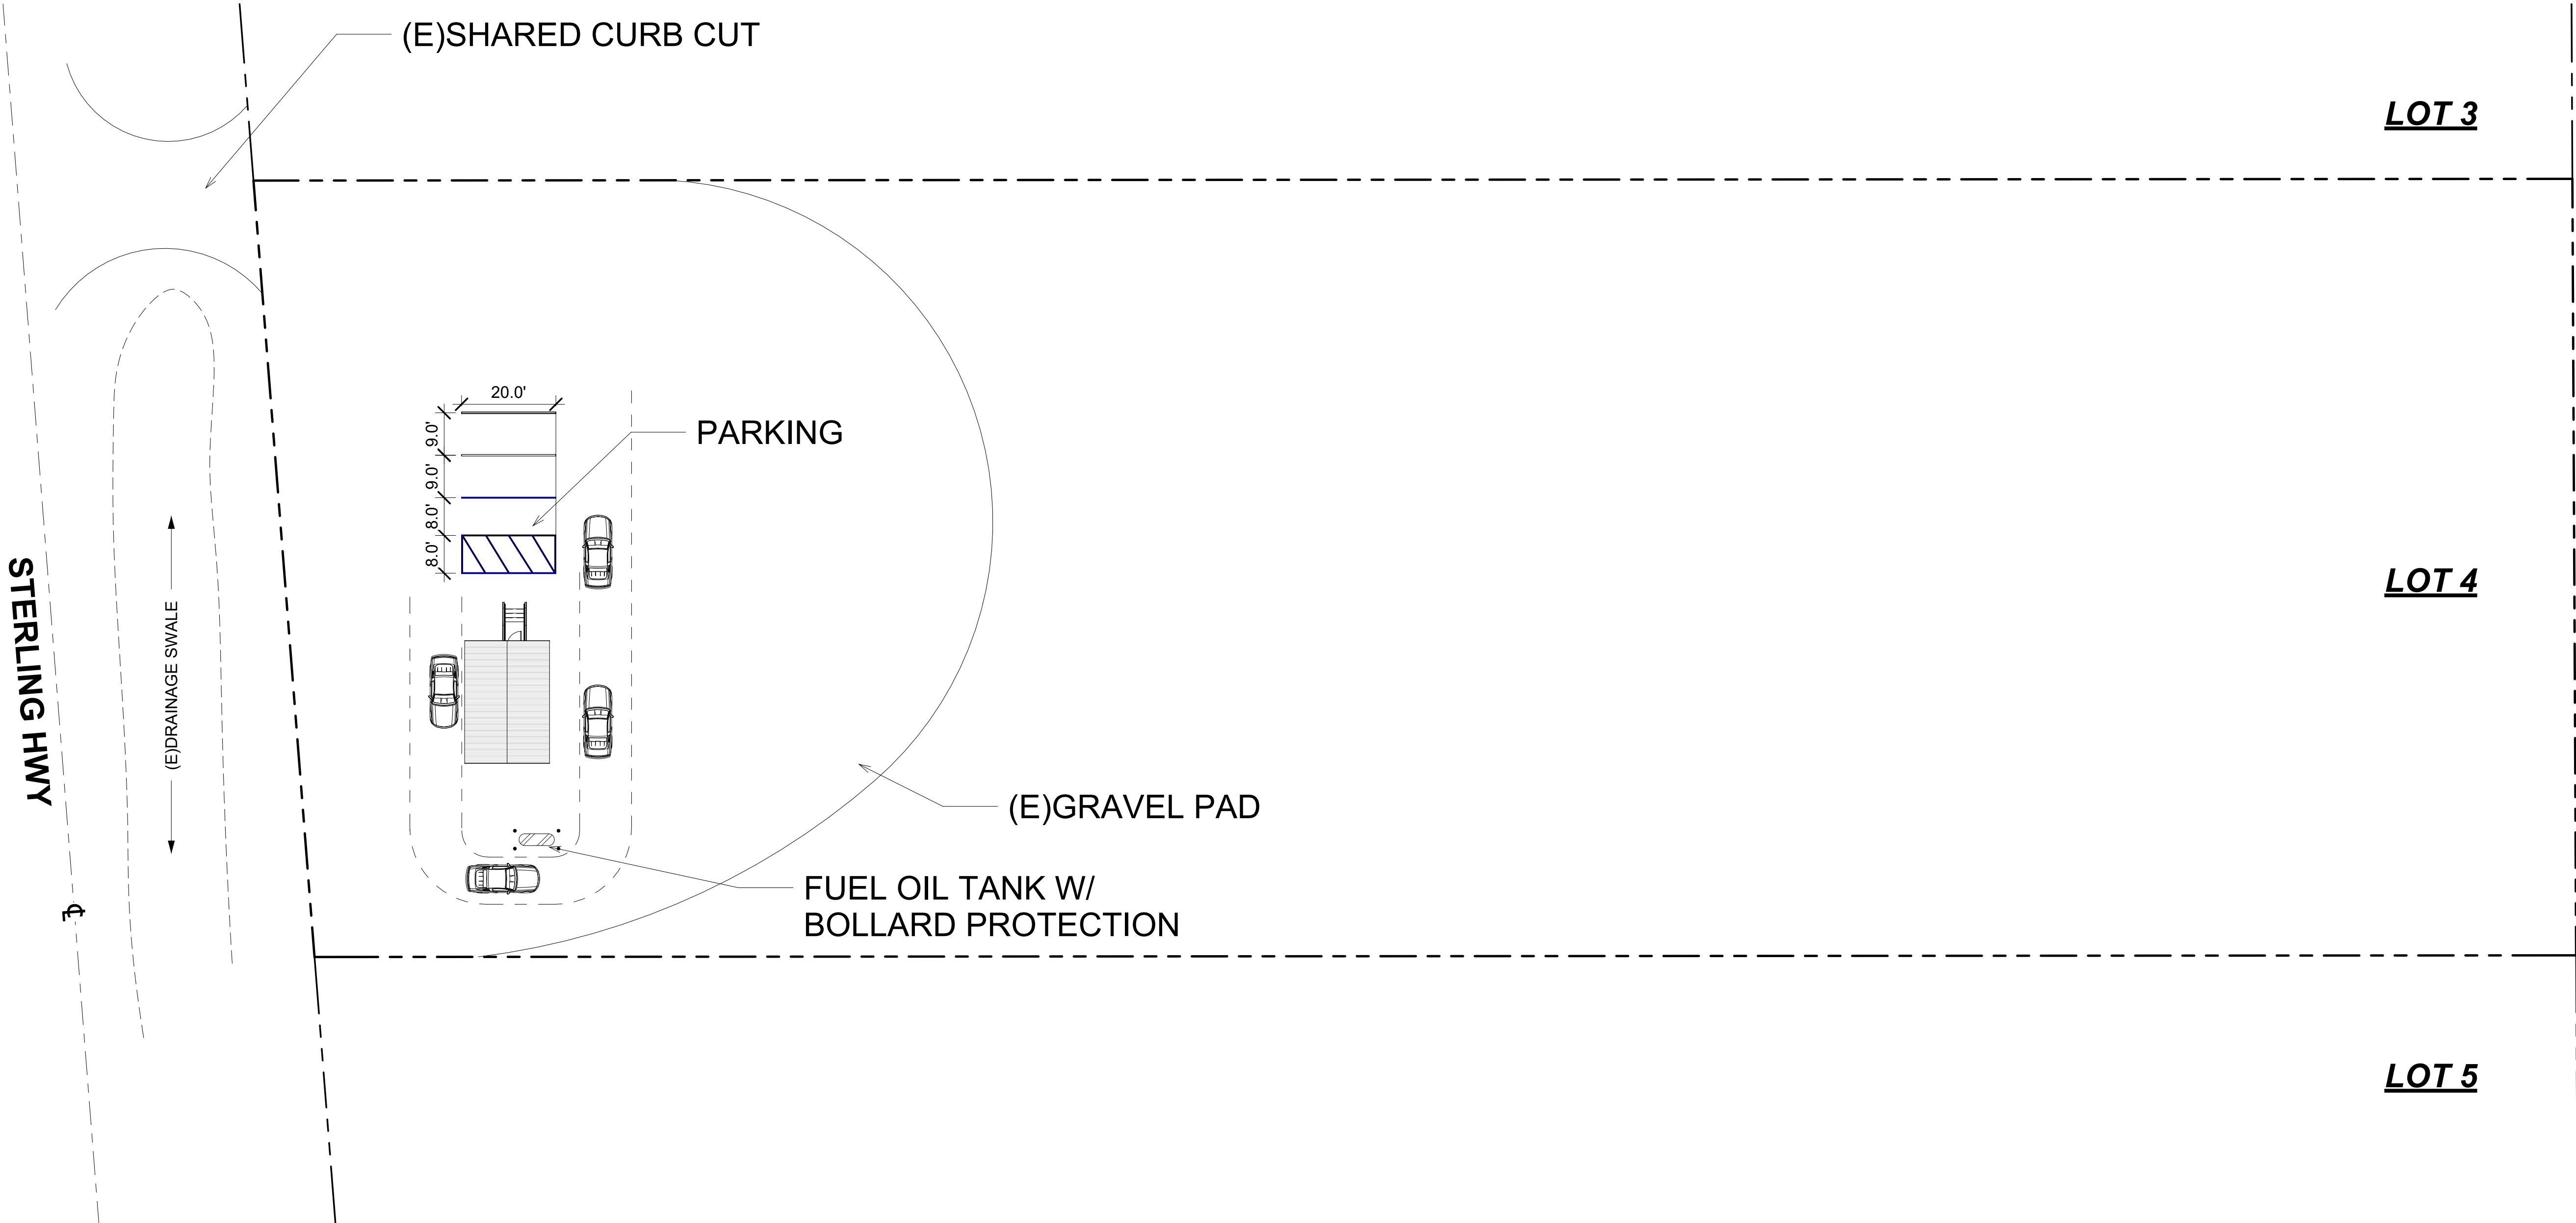 (E)SHARED CURB CUT
LOT 3
20.0'
9.0'
PARKING
9.0'
8.0'
8.0'
STERLING HWY
(E)DRAINAGE SWALE
LOT 4
(E)GRAVEL PAD
FUEL OIL TANK W/
BOLLARD PROTECTION
℄
LOT 5